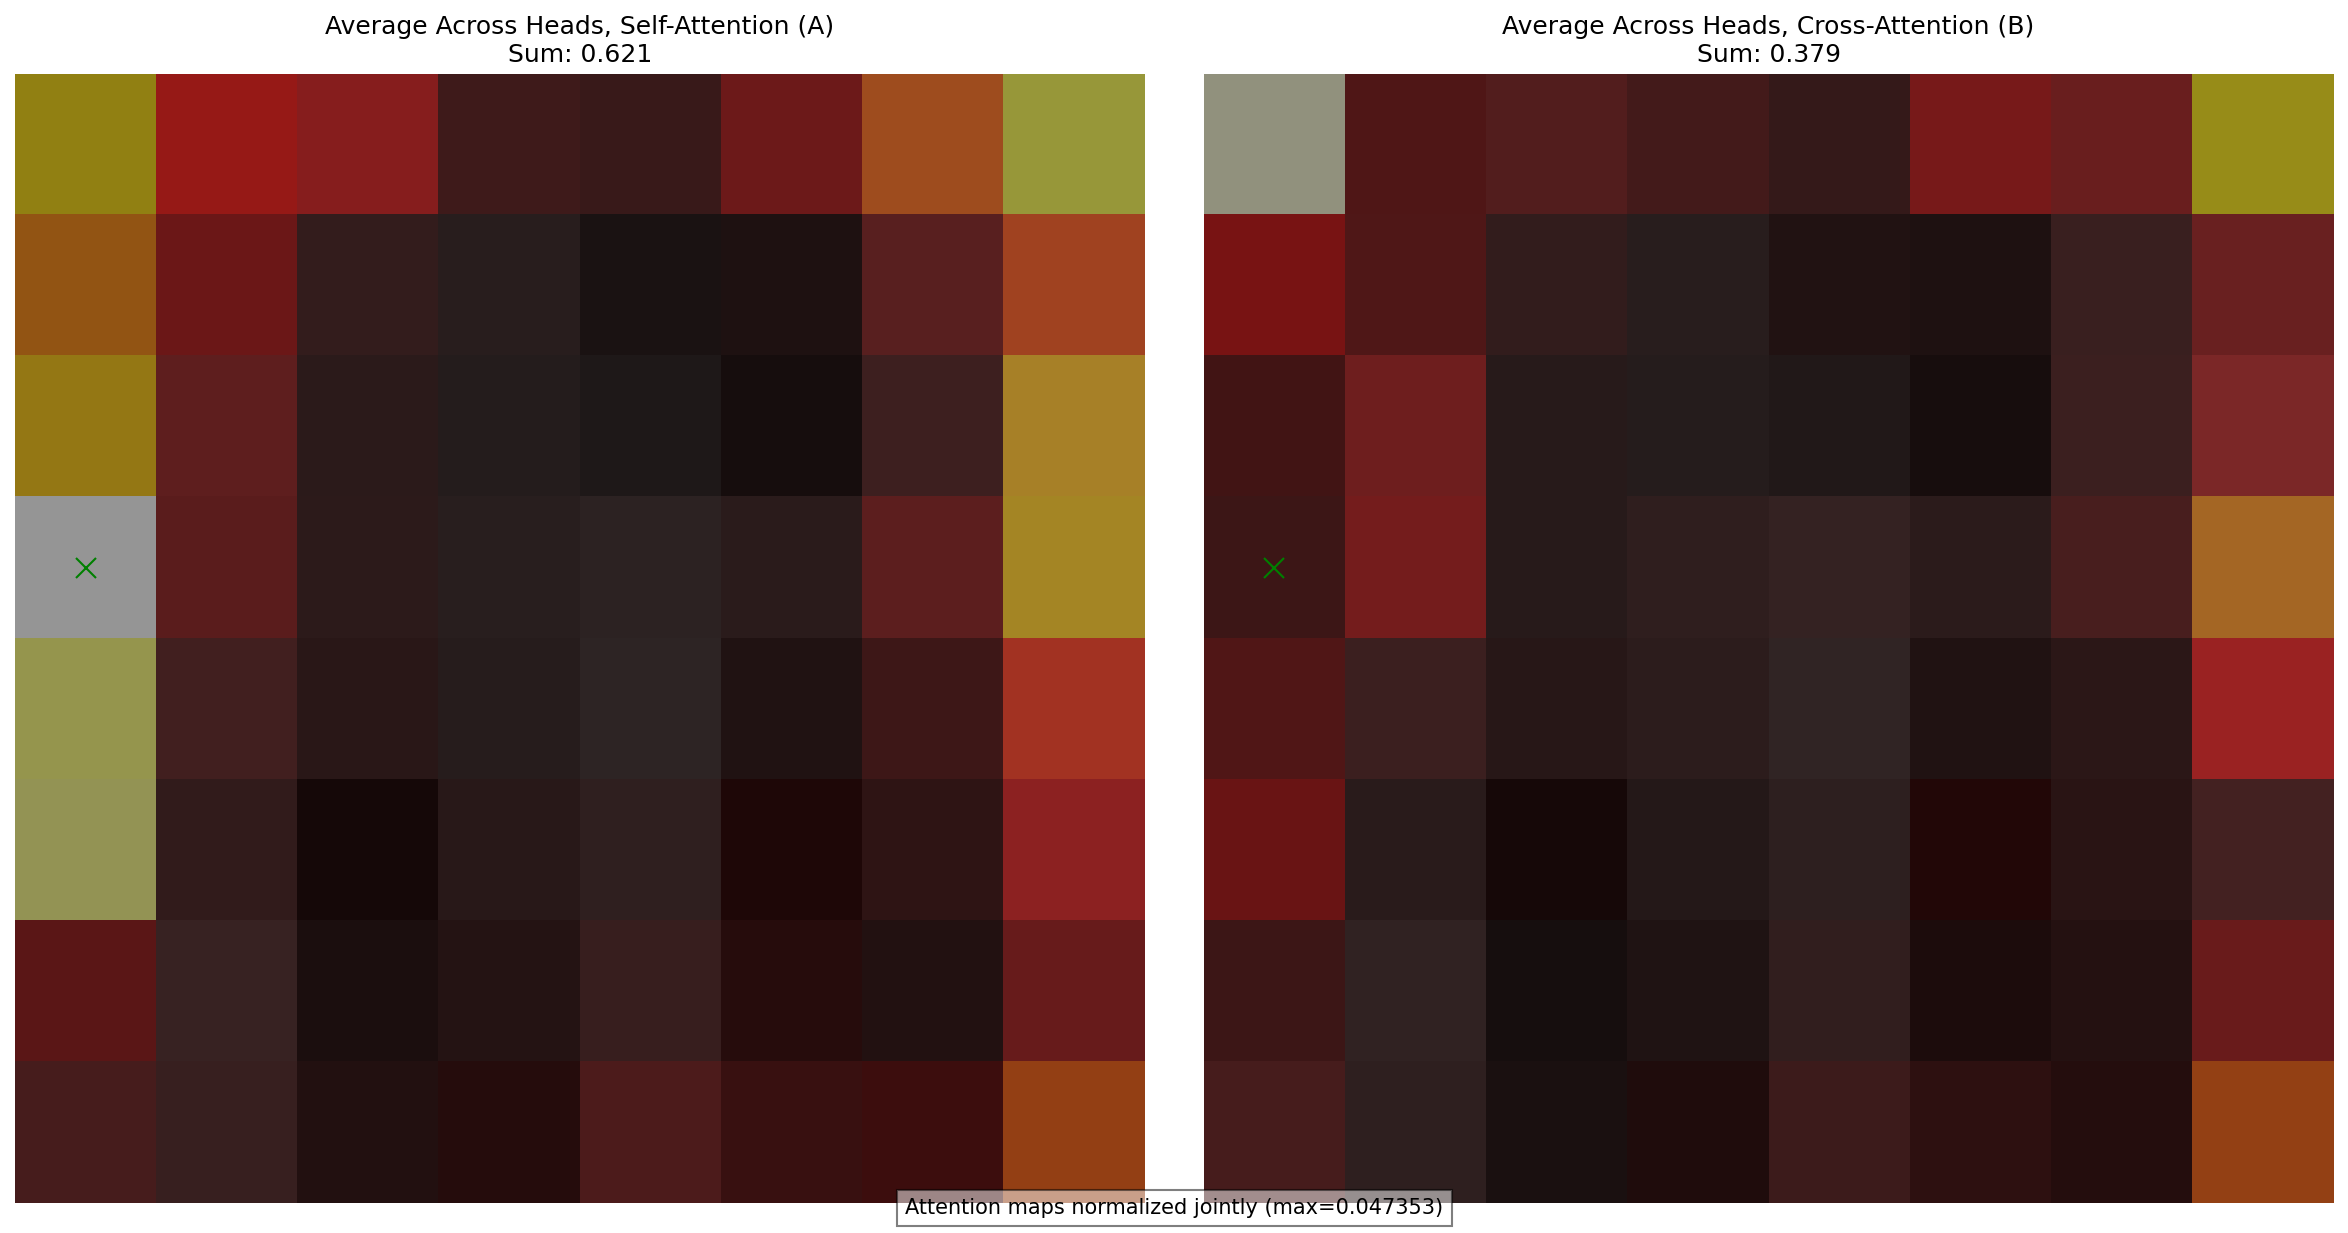 Average Across Heads, Self-Attention (A)
Sum: 0.621
Average Across Heads, Cross-Attention (B)
Sum: 0.379
Attention maps normalized jointly (max=0.047353)